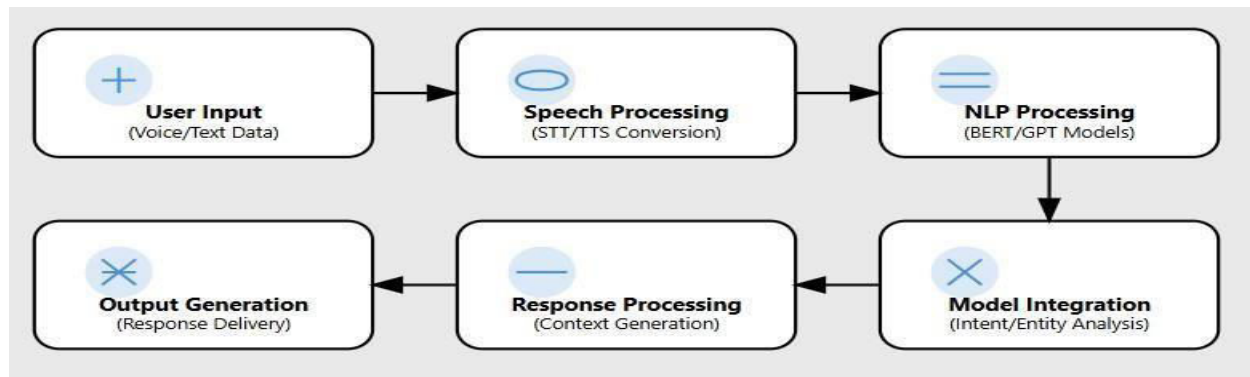 User Input
(Voice/Text Data)
Speech Processing
(STT/TTS Conversion)
NLP Processing
(BERT/GPT Models)
Output Generation
(Response Delivery)
Response Processing
(Context Generation)
Model Integration
(Intent/Entity Analysis)